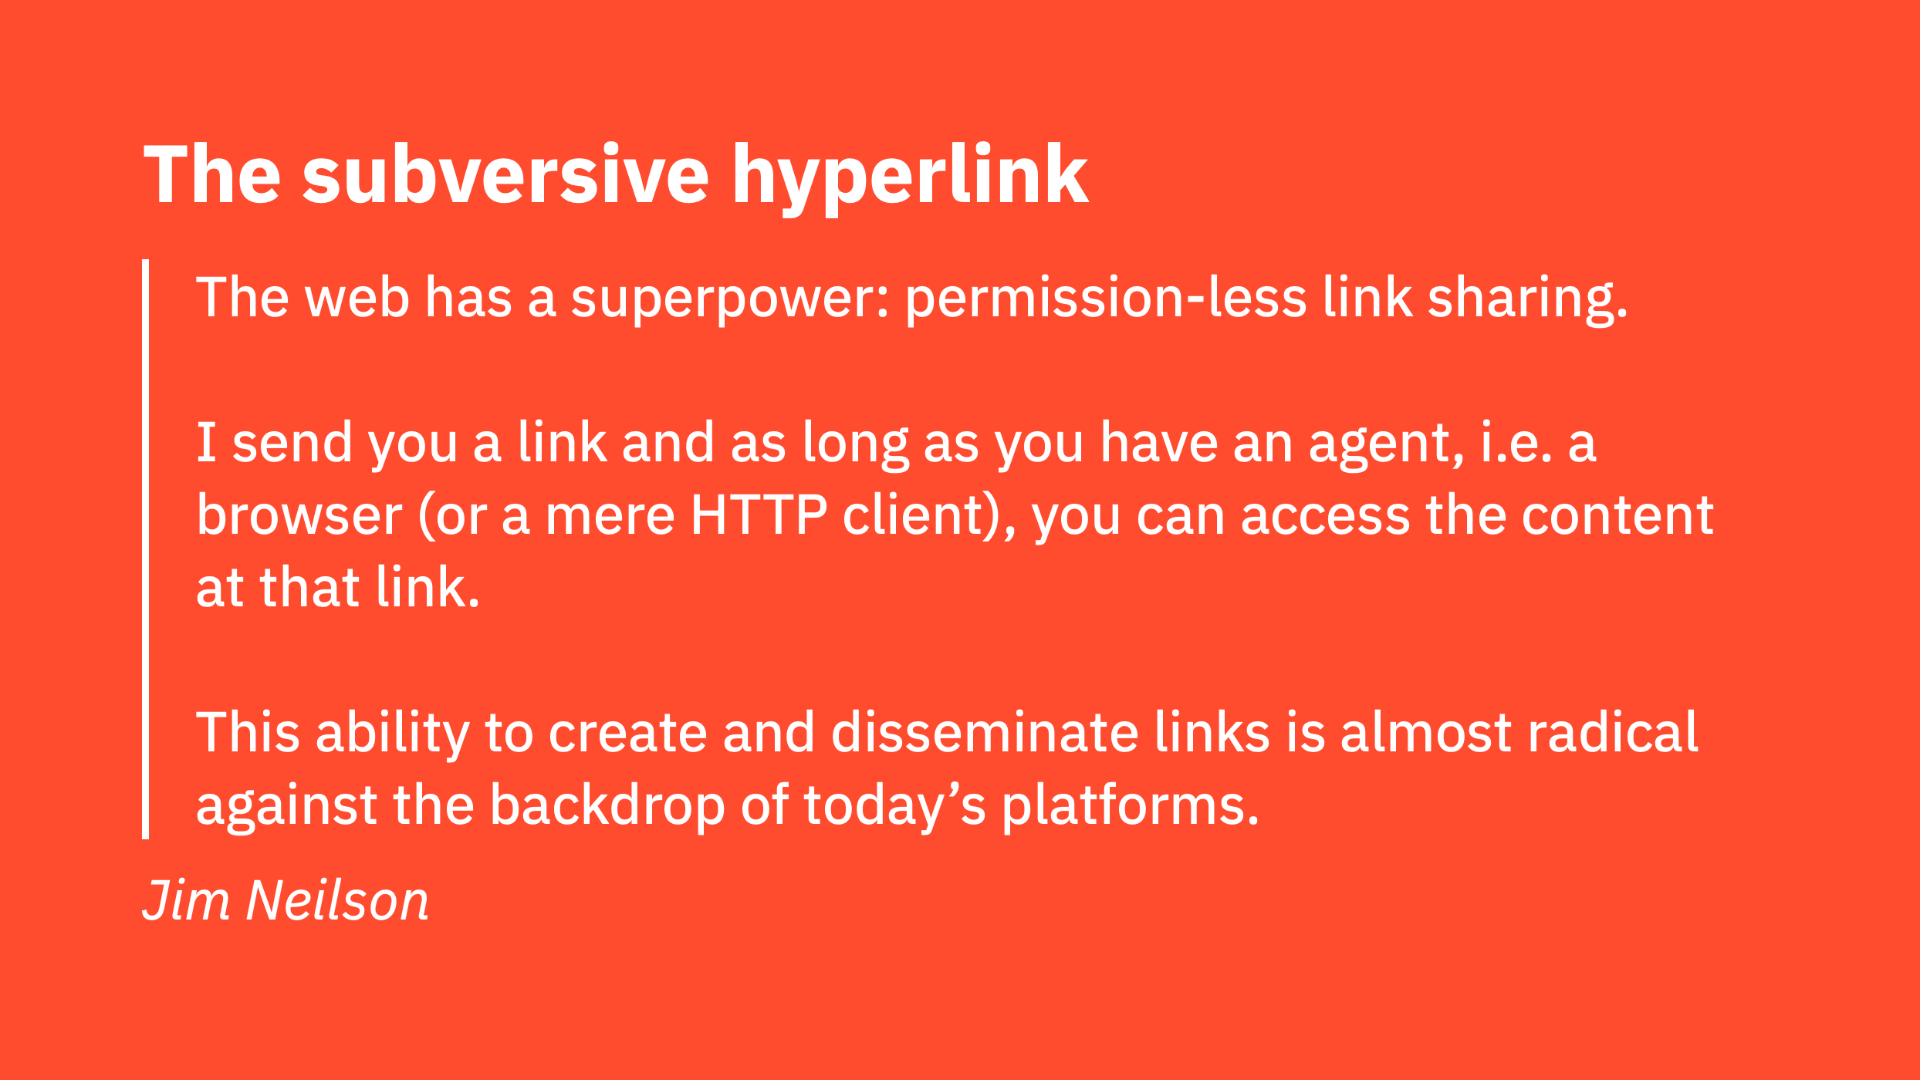 The subversive hyperlink
The web has a superpower: permission-less link sharing.
I send you a link and as long as you have an agent, i.e. a
browser (or a mere HTTP client), you can access the content
at that link.
This ability to create and disseminate links is almost radical
against the backdrop of today’s platforms.
Jim Neilson